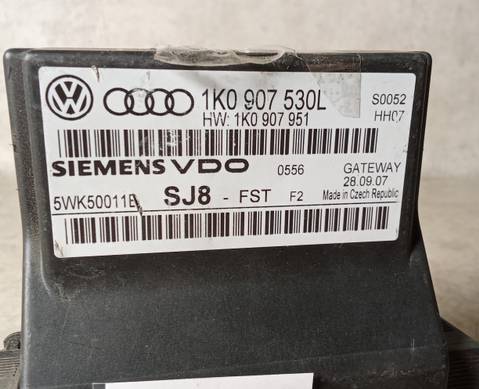 1K0 907 530L S0052
HW: 1K0 907 951 HH07
SIEMENS VDO 0556 GATEWAY
28.09.07
5WK50011E SJ8 - FST F2 Made in Czech Republic